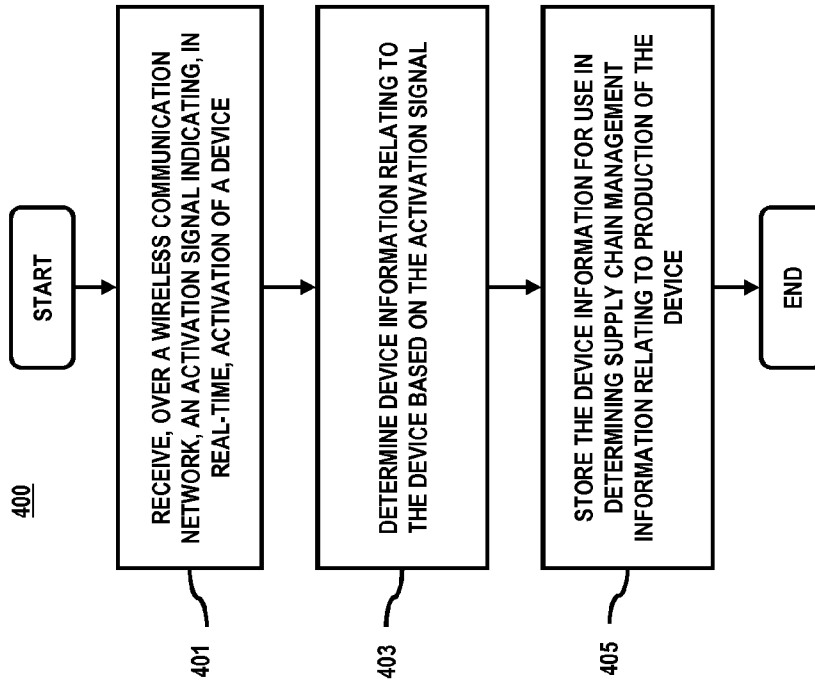 400
START
RECEIVE, OVER A WIRELESS COMMUNICATION
NETWORK, AN ACTIVATION SIGNAL INDICATING, IN
REAL-TIME, ACTIVATION OF A DEVICE
401
DETERMINE DEVICE INFORMATION RELATING TO
THE DEVICE BASED ON THE ACTIVATION SIGNAL
403
STORE THE DEVICE INFORMATION FOR USE IN
DETERMINING SUPPLY CHAIN MANAGEMENT
INFORMATION RELATING TO PRODUCTION OF THE
DEVICE
405
END